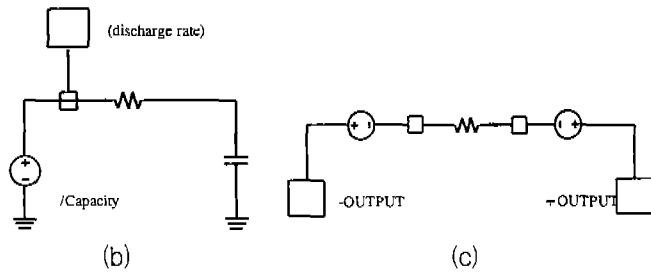 (discharge rate)
/Capacity
-OUTPUT
+OUTPUT
(b)
(c)